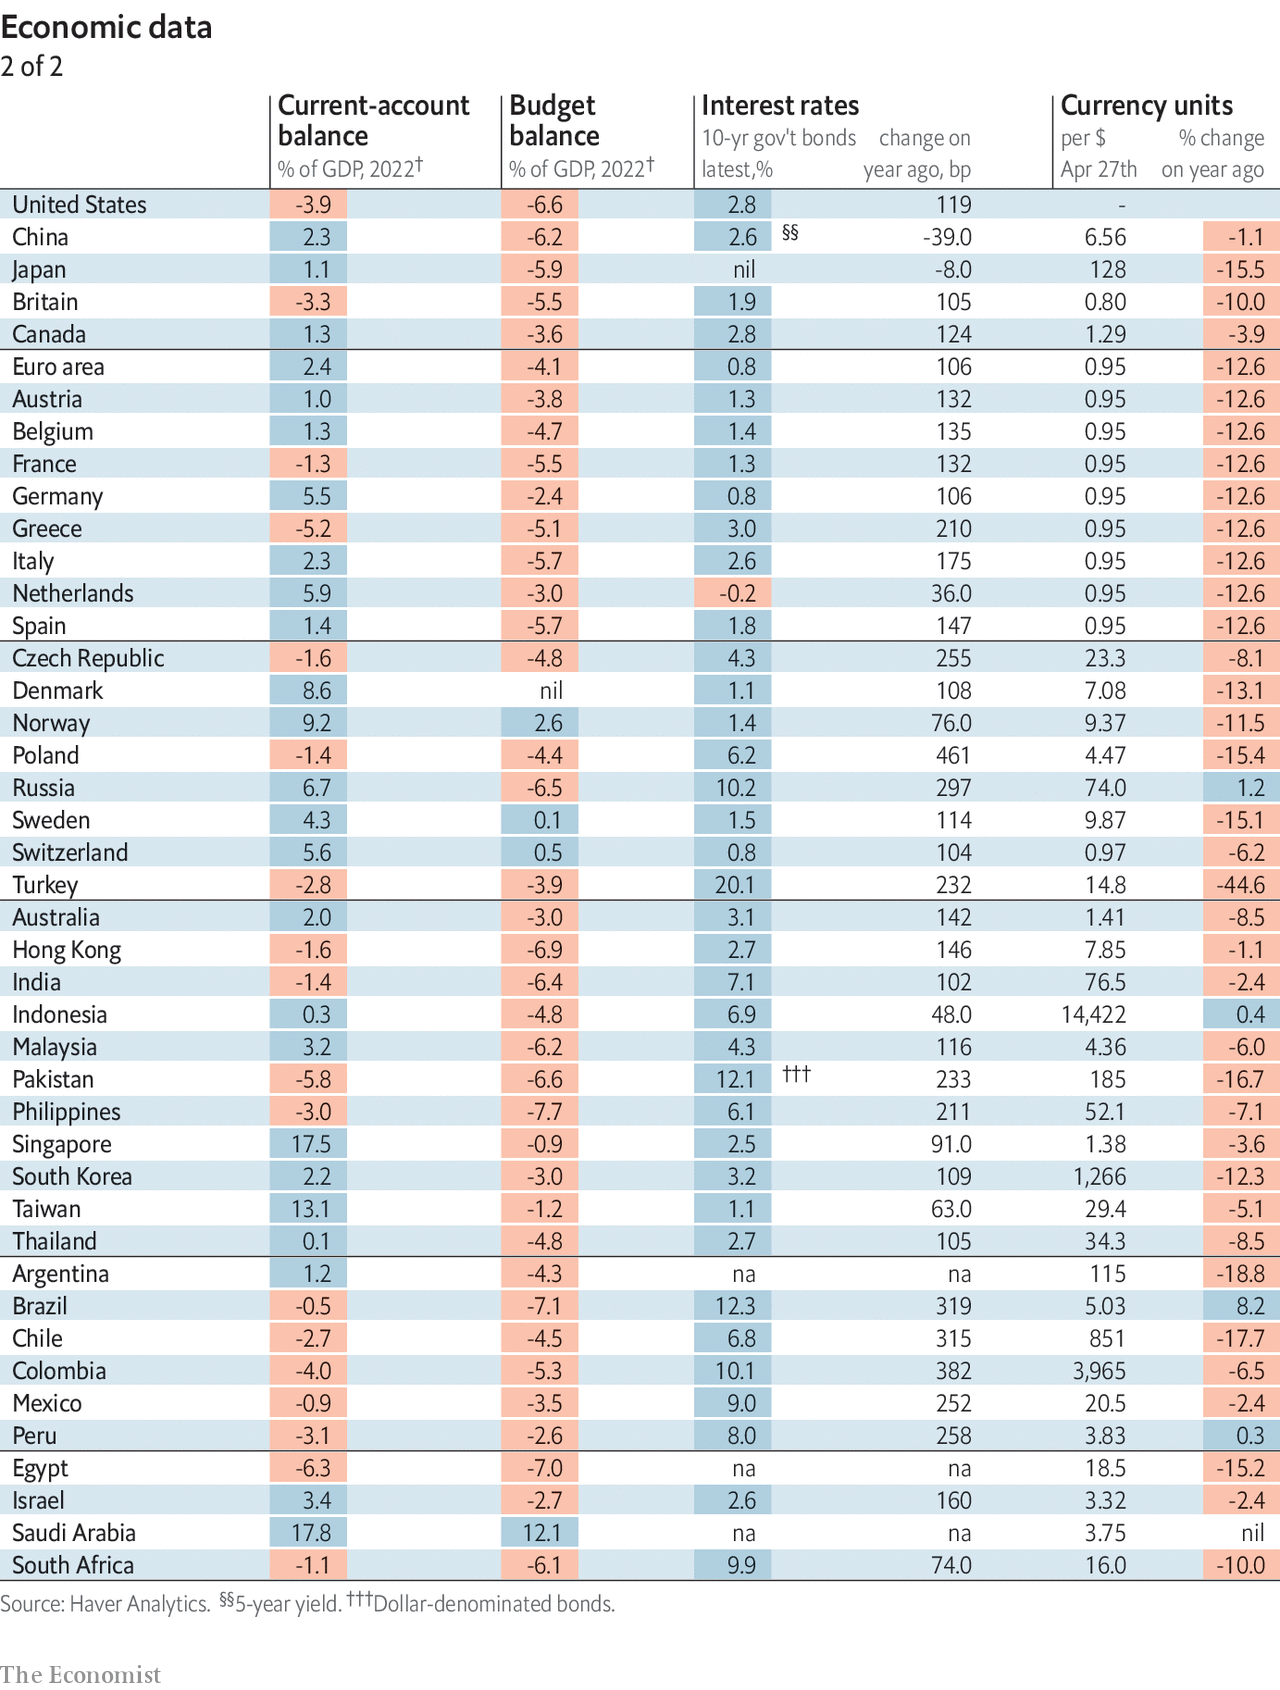 Economic data
2 of 2
Current-account balance Budget balance Interest rates Currency units
% of GDP, 2022† % of GDP, 2022† 10-yr gov't bonds latest,% change on year ago, bp per $ Apr 27th % change on year ago
United States -3.9 -6.6 2.8 119 -
China 2.3 -6.2 2.6 §§ -39.0 6.56 -1.1
Japan 1.1 -5.9 nil -8.0 128 -15.5
Britain -3.3 -5.5 1.9 105 0.80 -10.0
Canada 1.3 -3.6 2.8 124 1.29 -3.9
Euro area 2.4 -4.1 0.8 106 0.95 -12.6
Austria 1.0 -3.8 1.3 132 0.95 -12.6
Belgium 1.3 -4.7 1.4 135 0.95 -12.6
France -1.3 -5.5 1.3 132 0.95 -12.6
Germany 5.5 -2.4 0.8 106 0.95 -12.6
Greece -5.2 -5.1 3.0 210 0.95 -12.6
Italy 2.3 -5.7 2.6 175 0.95 -12.6
Netherlands 5.9 -3.0 -0.2 36.0 0.95 -12.6
Spain 1.4 -5.7 1.8 147 0.95 -12.6
Czech Republic -1.6 -4.8 4.3 255 23.3 -8.1
Denmark 8.6 nil 1.1 108 7.08 -13.1
Norway 9.2 2.6 1.4 76.0 9.37 -11.5
Poland -1.4 -4.4 6.2 461 4.47 -15.4
Russia 6.7 -6.5 10.2 297 74.0 1.2
Sweden 4.3 0.1 1.5 114 9.87 -15.1
Switzerland 5.6 0.5 0.8 104 0.97 -6.2
Turkey -2.8 -3.9 20.1 232 14.8 -44.6
Australia 2.0 -3.0 3.1 142 1.41 -8.5
Hong Kong -1.6 -6.9 2.7 146 7.85 -1.1
India -1.4 -6.4 7.1 102 76.5 -2.4
Indonesia 0.3 -4.8 6.9 48.0 14,422 0.4
Malaysia 3.2 -6.2 4.3 116 4.36 -6.0
Pakistan -5.8 -6.6 12.1 ††† 233 185 -16.7
Philippines -3.0 -7.7 6.1 211 52.1 -7.1
Singapore 17.5 -0.9 2.5 91.0 1.38 -3.6
South Korea 2.2 -3.0 3.2 109 1,266 -12.3
Taiwan 13.1 -1.2 1.1 63.0 29.4 -5.1
Thailand 0.1 -4.8 2.7 105 34.3 -8.5
Argentina 1.2 -4.3 na na 115 -18.8
Brazil -0.5 -7.1 12.3 319 5.03 8.2
Chile -2.7 -4.5 6.8 315 851 -17.7
Colombia -4.0 -5.3 10.1 382 3,965 -6.5
Mexico -0.9 -3.5 9.0 252 20.5 -2.4
Peru -3.1 -2.6 8.0 258 3.83 0.3
Egypt -6.3 -7.0 na na 18.5 -15.2
Israel 3.4 -2.7 2.6 160 3.32 -2.4
Saudi Arabia 17.8 12.1 na na 3.75 nil
South Africa -1.1 -6.1 9.9 74.0 16.0 -10.0
Source: Haver Analytics. §§5-year yield. †††Dollar-denominated bonds.
The Economist